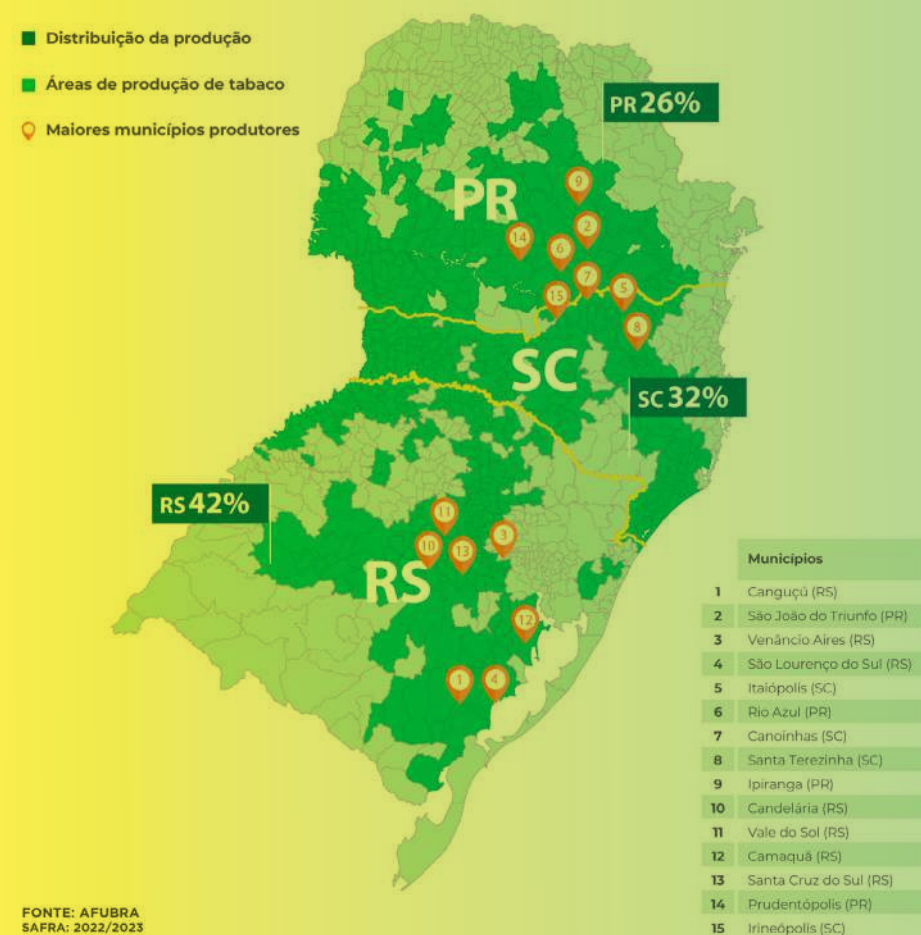 Distribuição da produção
Áreas de produção de tabaco
Maiores municípios produtores
PR 26%
PR
9
2
14
6
7
5
15
8
SC
SC 32%
RS 42%
11
3
10
13
RS
12
1
4
Municípios
1 Canguçú (RS)
2 São João do Triunfo (PR)
3 Venâncio Aires (RS)
4 São Lourenço do Sul (RS)
5 Itaiópolis (SC)
6 Rio Azul (PR)
7 Canoinhas (SC)
8 Santa Terezinha (SC)
9 Ipiranga (PR)
10 Candelária (RS)
11 Vale do Sol (RS)
12 Camaquã (RS)
13 Santa Cruz do Sul (RS)
14 Prudentópolis (PR)
15 Irineópolis (SC)
FONTE: AFUBRA
SAFRA: 2022/2023